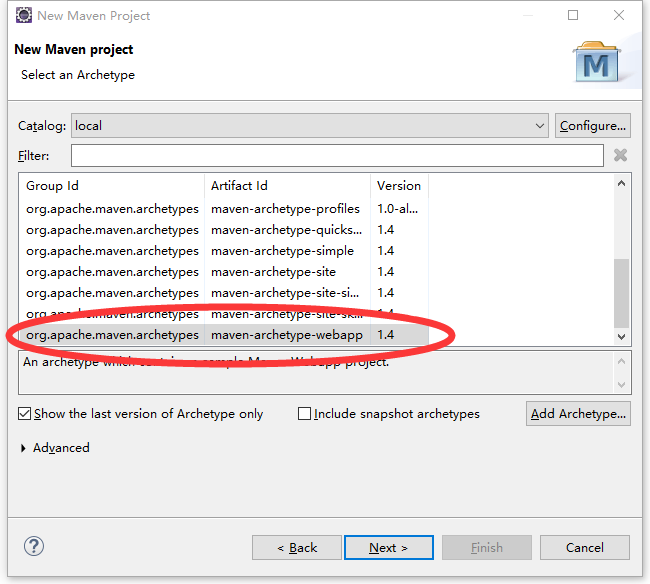 New Maven Project
New Maven project
Select an Archetype
M
Catalog: local Configure...
Filter:
Group Id Artifact Id Version
org.apache.maven.archetypes maven-archetype-profiles 1.0-al...
org.apache.maven.archetypes maven-archetype-quicks... 1.4
org.apache.maven.archetypes maven-archetype-simple 1.4
org.apache.maven.archetypes maven-archetype-site 1.4
org.apache.maven.archetypes maven-archetype-site-si... 1.4
org.apache.maven.archetypes maven-archetype-site-sk... 1.4
org.apache.maven.archetypes maven-archetype-webapp 1.4
An archetype which contains a sample Maven Webapp project.
Show the last version of Archetype only Include snapshot archetypes Add Archetype...
Advanced
? < Back Next > Finish Cancel